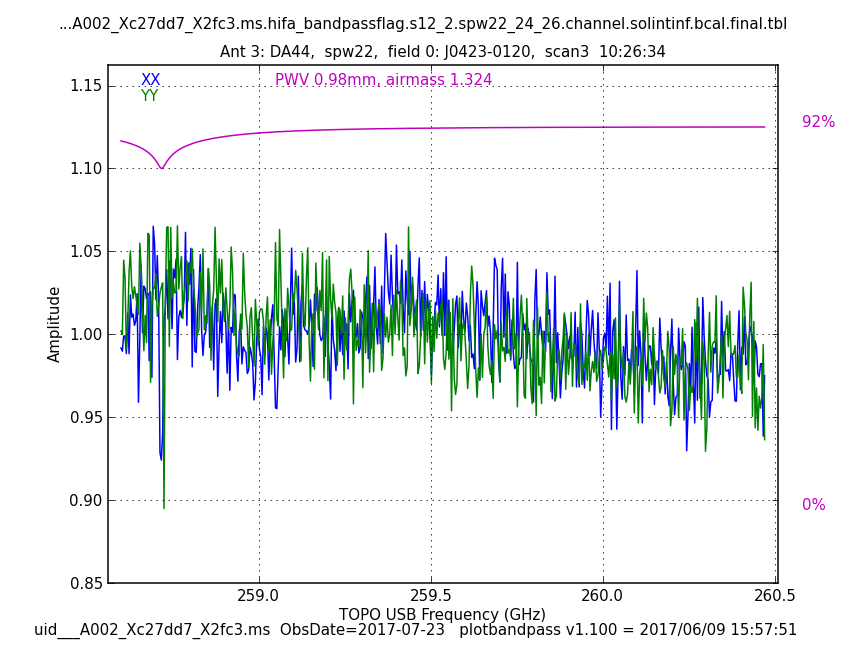 ...A002_Xc27dd7_X2fc3.ms.hifa_bandpassflag.s12_2.spw22_24_26.channel.solintinf.bcal.final.tbl
Ant 3: DA44,  spw22,  field 0: J0423-0120,  scan3  10:26:34
XX
PWV 0.98mm, airmass 1.324
YY
1.15
1.10
1.05
1.00
0.95
0.90
0.85
Amplitude
92%
0%
259.0 259.5 260.0 260.5
TOPO USB Frequency (GHz)
uid___A002_Xc27dd7_X2fc3.ms  ObsDate=2017-07-23   plotbandpass v1.100 = 2017/06/09 15:57:51